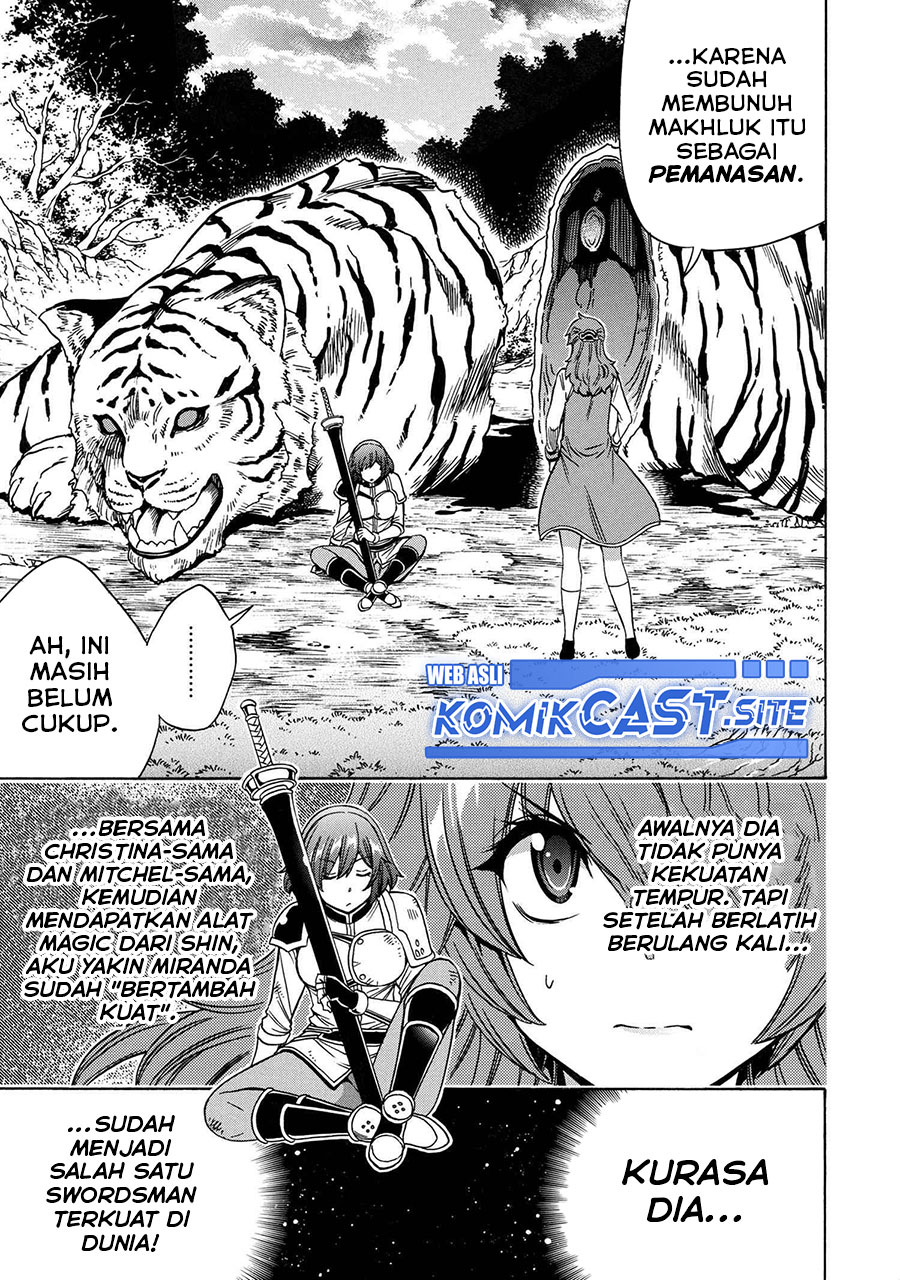 ...KARENA
SUDAH
MEMBUNUH
MAKHLUK ITU
SEBAGAI
PEMANASAN.
........
AH, INI
MASIH
BELUM
CUKUP.
WEB ASLI
KOMIKCAST.SITE
AWALNYA DIA
TIDAK PUNYA
KEKUATAN
TEMPUR. TAPI
SETELAH BERLATIH
BERULANG KALI...
...BERSAMA
CHRISTINA-SAMA
DAN MITCHEL-SAMA,
KEMUDIAN
MENDAPATKAN ALAT
MAGIC DARI SHIN,
AKU YAKIN MIRANDA
SUDAH "BERTAMBAH
KUAT".
KURASA
DIA...
...SUDAH
MENJADI
SALAH SATU
SWORDSMAN
TERKUAT DI
DUNIA!